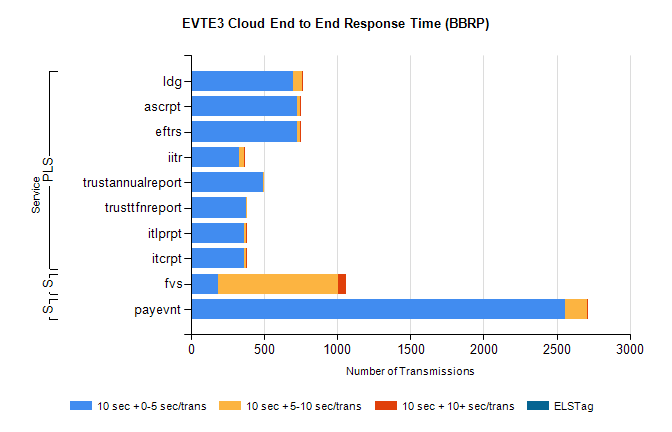 EVTE3 Cloud End to End Response Time (BBRP)
Service
PLS
JLS
LS
ldg
ascrpt
eftrs
iitr
trustannualreport
trusttfnreport
itlprpt
itcrpt
fvs
payevnt
0 500 1000 1500 2000 2500 3000
Number of Transmissions
10 sec +0-5 sec/trans 10 sec +5-10 sec/trans 10 sec + 10+ sec/trans ELSTag